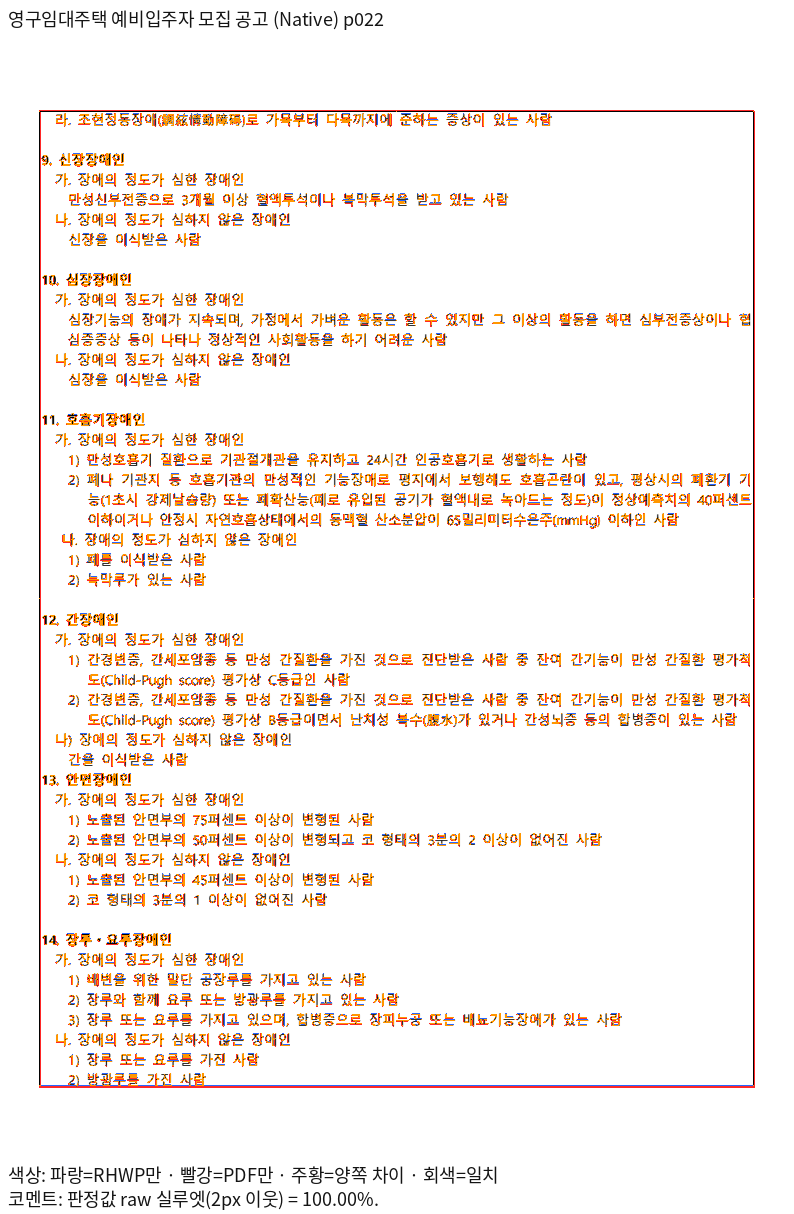 영구임대주택 예비입주자 모집 공고 (Native) p022
라. 조현정동장애(調絃情動障碍)로 가목부터 다목까지에 준하는 증상이 있는 사람
9. 신장장애인
가. 장애의 정도가 심한 장애인
만성신부전증으로 3개월 이상 혈액투석이나 복막투석을 받고 있는 사람
나. 장애의 정도가 심하지 않은 장애인
신장을 이식받은 사람
10. 심장장애인
가. 장애의 정도가 심한 장애인
심장기능의 장애가 지속되며, 가정에서 가벼운 활동은 할 수 있지만 그 이상의 활동을 하면 심부전증상이나 협
심증증상 등이 나타나 정상적인 사회활동을 하기 어려운 사람
나. 장애의 정도가 심하지 않은 장애인
심장을 이식받은 사람
11. 호흡기장애인
가. 장애의 정도가 심한 장애인
1) 만성호흡기 질환으로 기관절개관을 유지하고 24시간 인공호흡기로 생활하는 사람
2) 폐나 기관지 등 호흡기관의 만성적인 기능장애로 평지에서 보행해도 호흡곤란이 있고, 평상시의 폐환기 기
능(1초시 강제날숨량) 또는 폐확산능(폐로 유입된 공기가 혈액내로 녹아드는 정도)이 정상예측치의 40퍼센트
이하이거나 안정시 자연호흡상태에서의 동맥혈 산소분압이 65밀리미터수은주(mmHg) 이하인 사람
나. 장애의 정도가 심하지 않은 장애인
1) 폐를 이식받은 사람
2) 늑막루가 있는 사람
12. 간장애인
가. 장애의 정도가 심한 장애인
1) 간경변증, 간세포암종 등 만성 간질환을 가진 것으로 진단받은 사람 중 잔여 간기능이 만성 간질환 평가척
도(Child-Pugh score) 평가상 C등급인 사람
2) 간경변증, 간세포암종 등 만성 간질환을 가진 것으로 진단받은 사람 중 잔여 간기능이 만성 간질환 평가척
도(Child-Pugh score) 평가상 B등급이면서 난치성 복수(腹水)가 있거나 간성뇌증 등의 합병증이 있는 사람
나) 장애의 정도가 심하지 않은 장애인
간을 이식받은 사람
13. 안면장애인
가. 장애의 정도가 심한 장애인
1) 노출된 안면부의 75퍼센트 이상이 변형된 사람
2) 노출된 안면부의 50퍼센트 이상이 변형되고 코 형태의 3분의 2 이상이 없어진 사람
나. 장애의 정도가 심하지 않은 장애인
1) 노출된 안면부의 45퍼센트 이상이 변형된 사람
2) 코 형태의 3분의 1 이상이 없어진 사람
14. 장루・요루장애인
가. 장애의 정도가 심한 장애인
1) 배변을 위한 말단 공장루를 가지고 있는 사람
2) 장루와 함께 요루 또는 방광루를 가지고 있는 사람
3) 장루 또는 요루를 가지고 있으며, 합병증으로 장피누공 또는 배뇨기능장애가 있는 사람
나. 장애의 정도가 심하지 않은 장애인
1) 장루 또는 요루를 가진 사람
2) 방광루를 가진 사람
색상: 파랑=RHWP만 · 빨강=PDF만 · 주황=양쪽 차이 · 회색=일치
코멘트: 판정값 raw 실루엣(2px 이웃) = 100.00%.